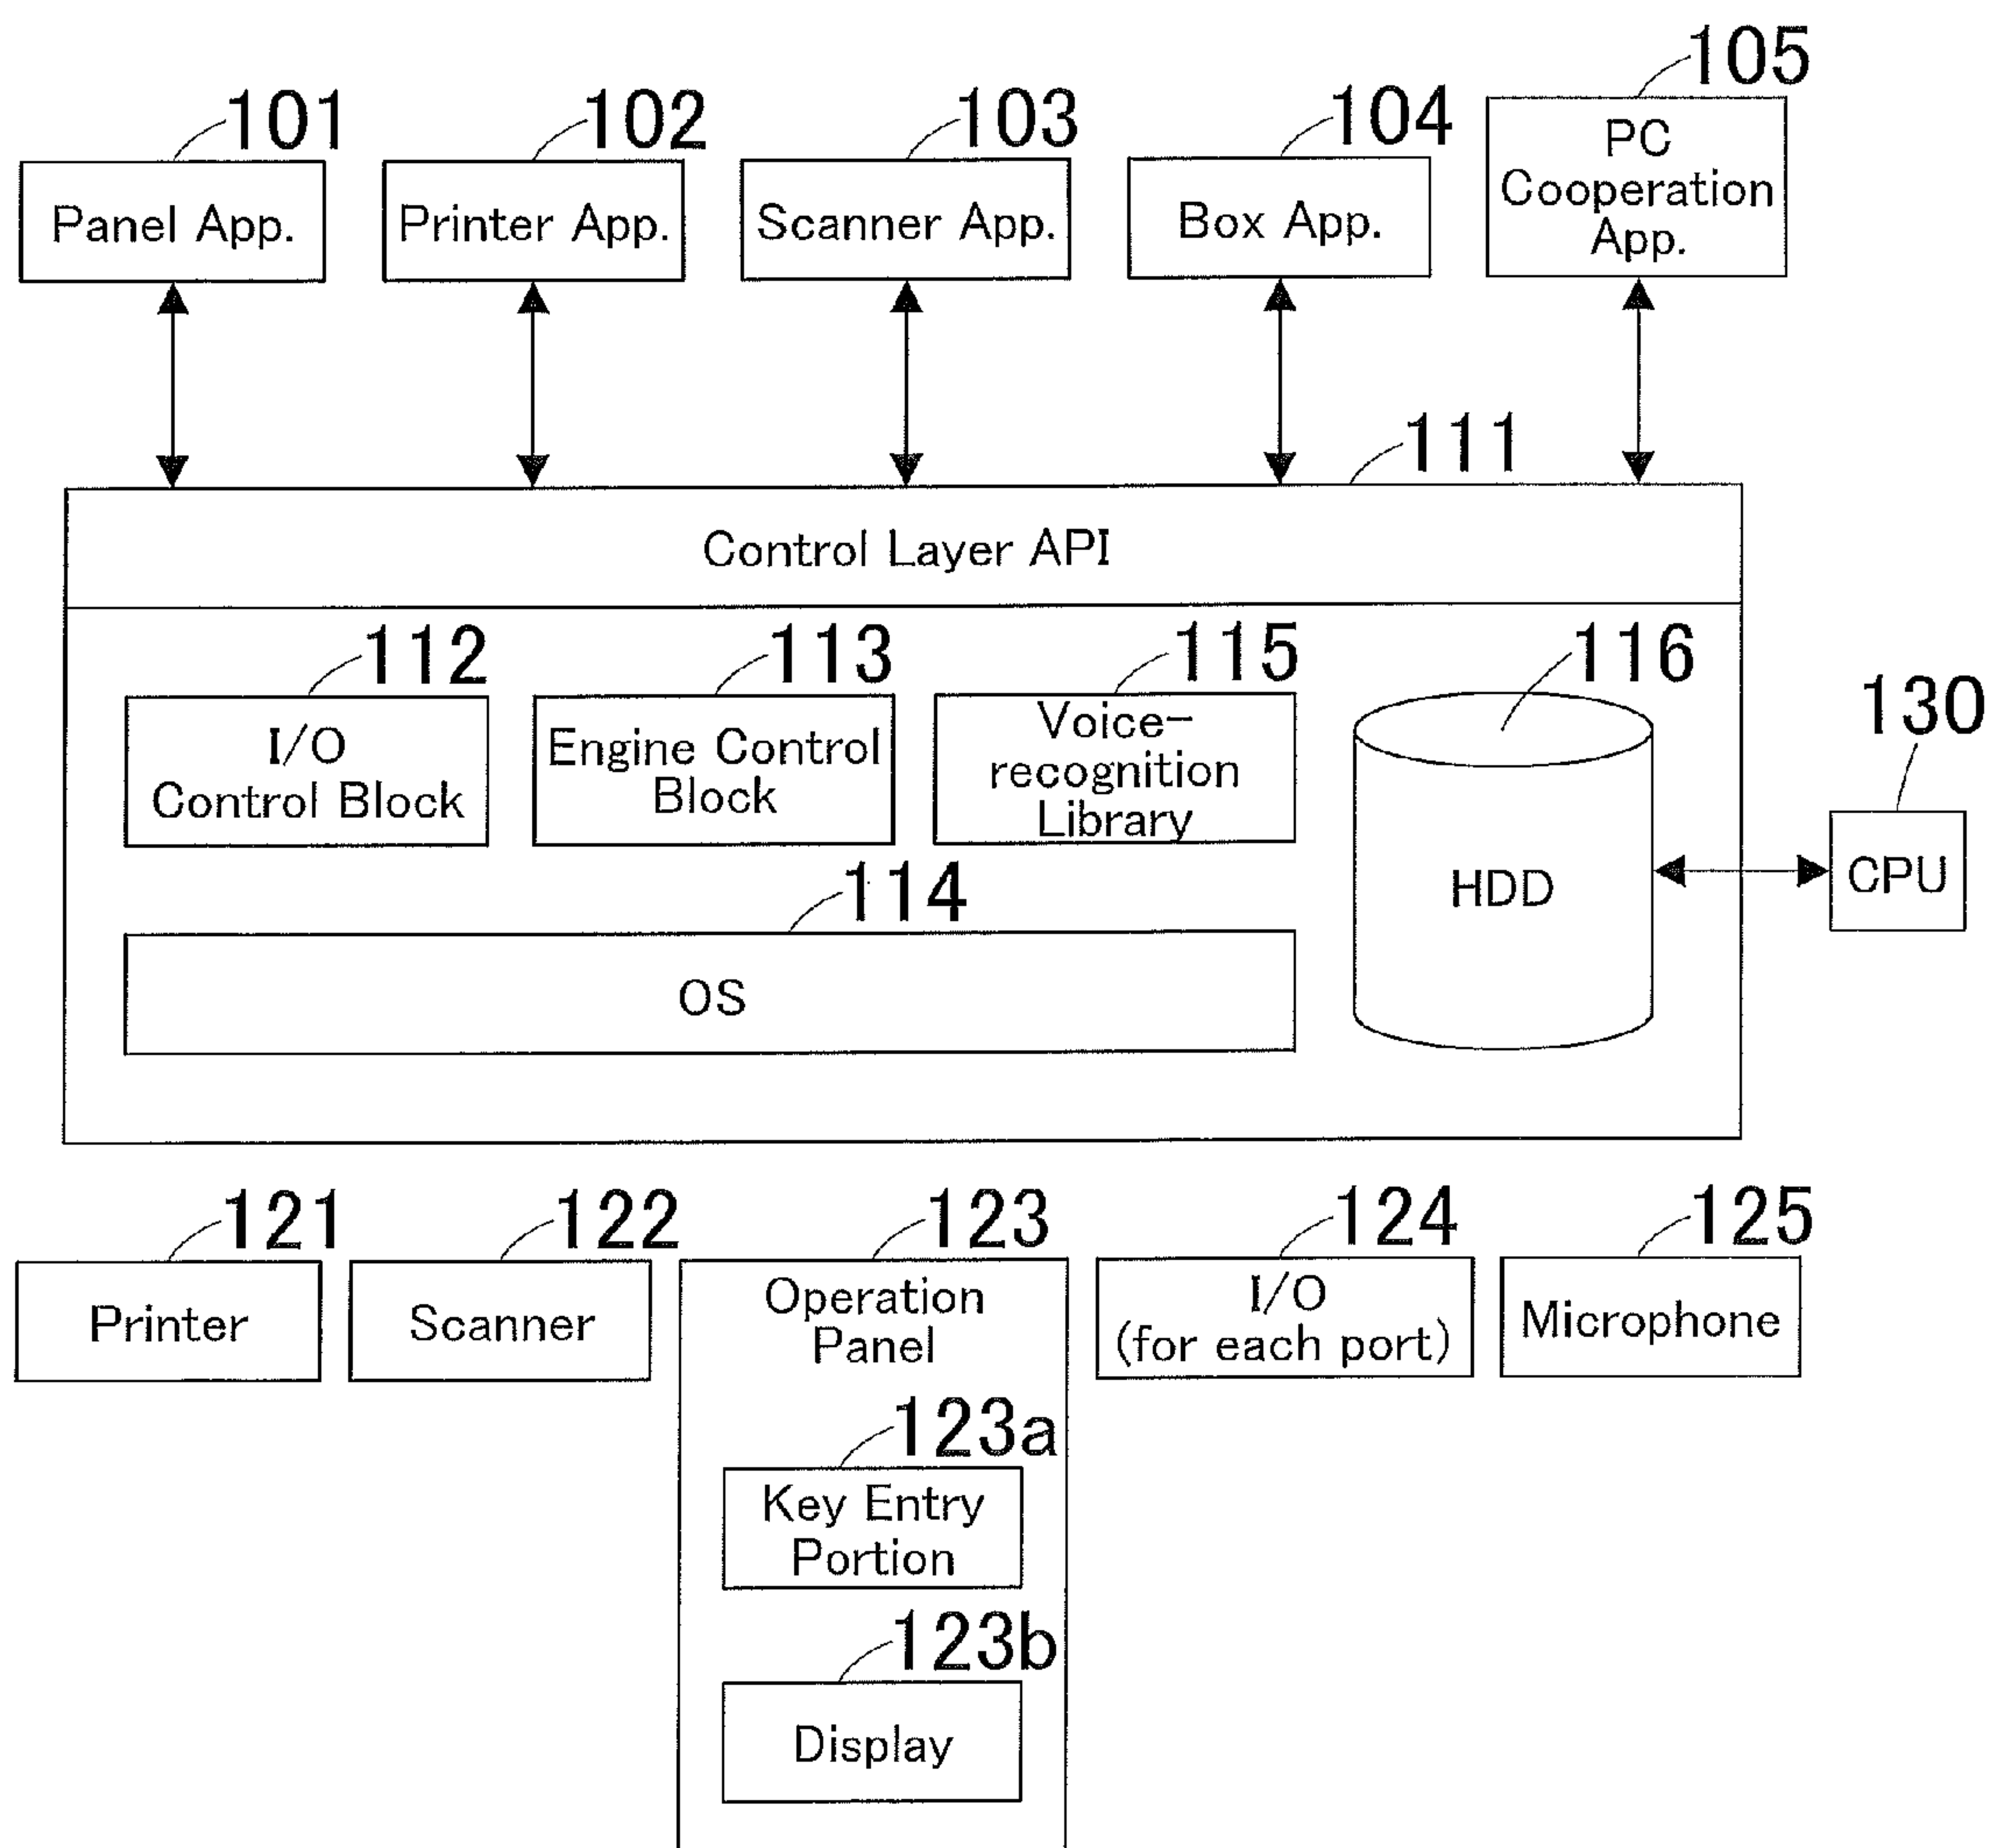 101
102
103
104
105
Panel App.
Printer App.
Scanner App.
Box App.
PC
Cooperation
App.
111
Control Layer API
112
113
115
116
130
I/O
Control Block
Engine Control
Block
Voice-
recognition
Library
HDD
CPU
114
OS
121
122
123
124
125
Printer
Scanner
Operation
Panel
I/O
(for each port)
Microphone
123a
Key Entry
Portion
123b
Display